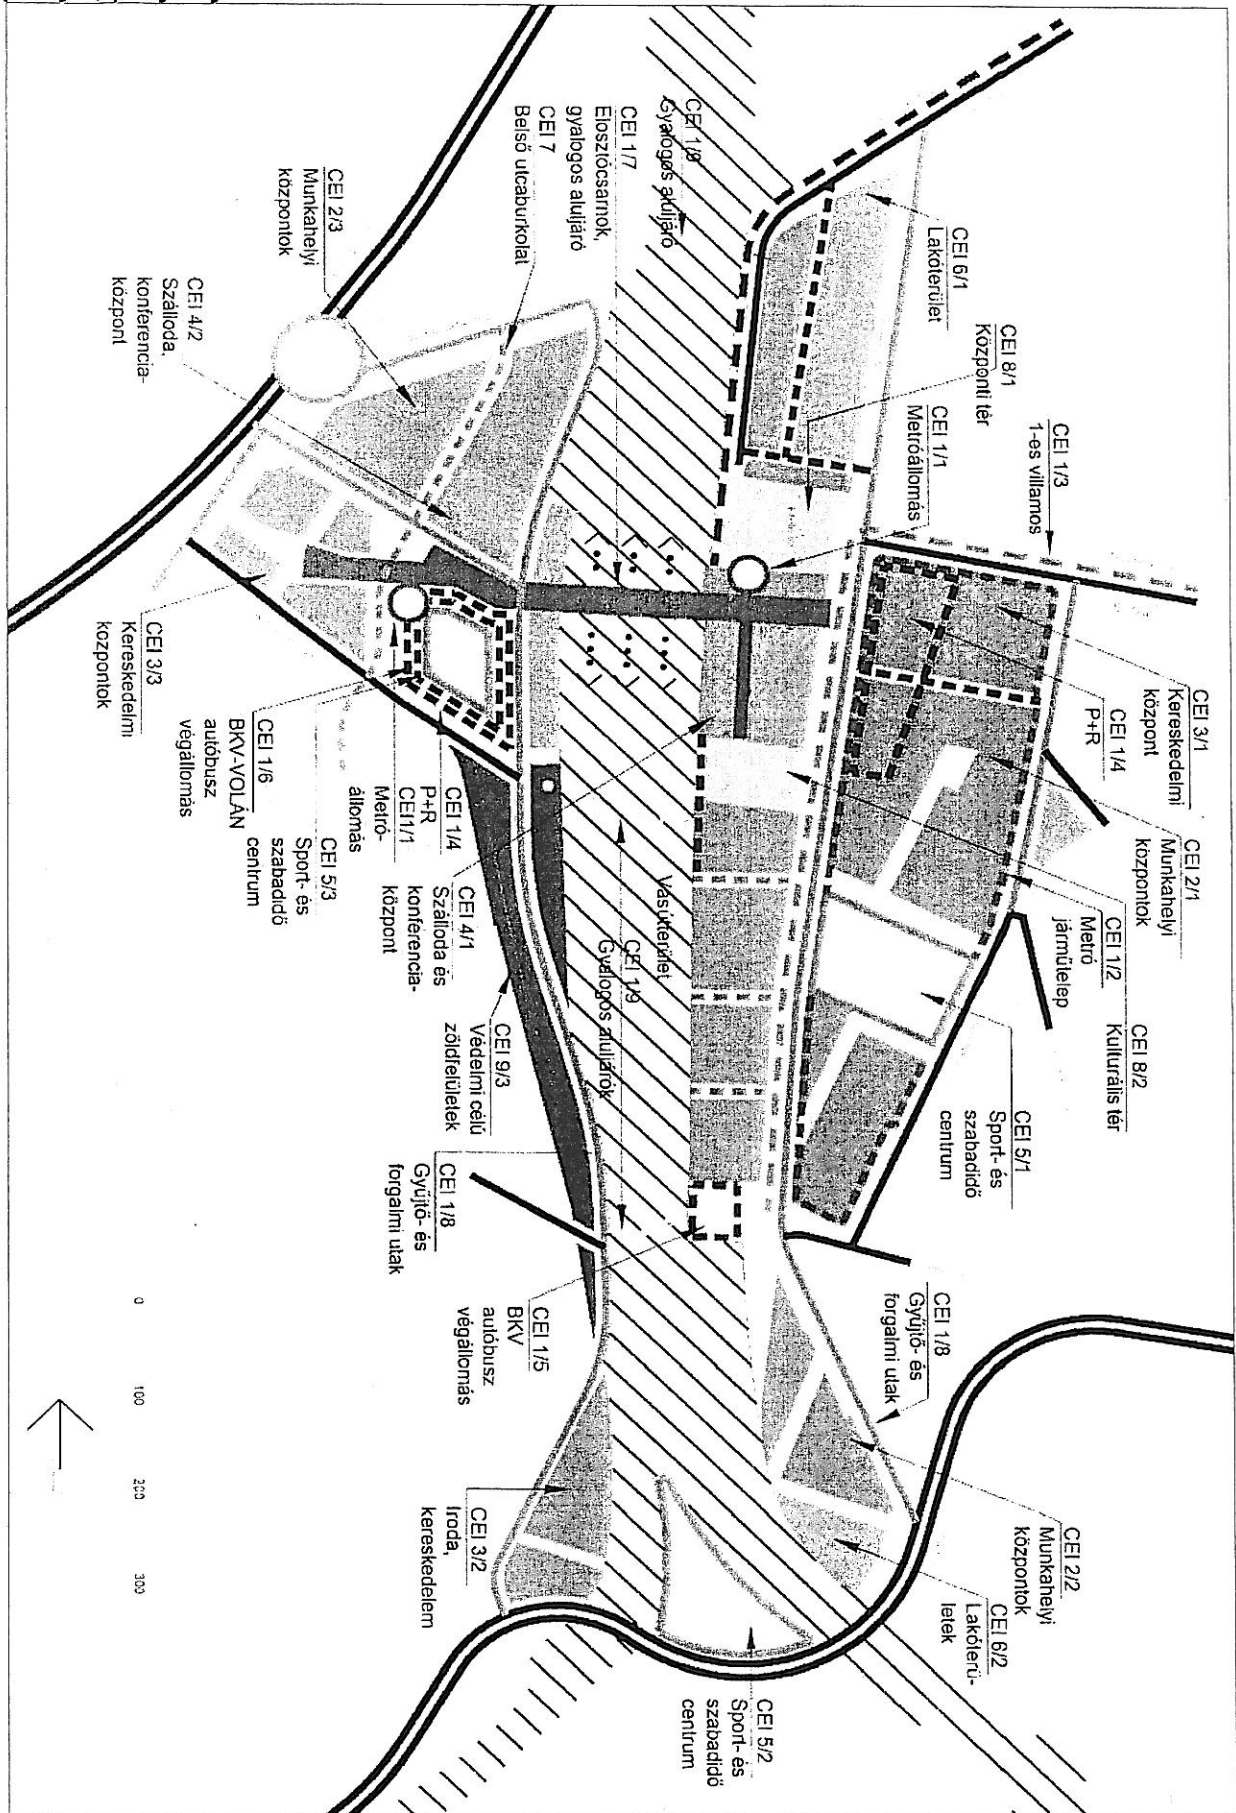 CEI 1/9
Gyalogos aluljáró
CEI 1/7
Elosztócsarnok,
gyalogos aluljáró
CEI 7
Belső utcaburkolat
CEI 2/3
Munkahelyi
központok
CEI 4/2
Szálloda,
konferencia-
központ
CEI 6/1
Lakóterület
CEI 8/1
Központi tér
CEI 1/1
Metróállomás
CEI 1/3
1-es villamos
CEI 3/1
Kereskedelmi
központ
CEI 1/4
P+R
CEI 2/1
Munkahelyi
központok
CEI 1/2
Metró
járműtelep
CEI 8/2
Kulturális tér
CEI 5/1
Sport- és
szabadidő
centrum
CEI 3/3
Kereskedelmi
központok
CEI 1/6
BKV-VOLÁN
autóbusz
végállomás
CEI 5/3
Sport- és
szabadidő
centrum
CEI 1/4
P+R
CEI1/1
Metró-
állomás
CEI 4/1
Szálloda és
konferencia-
központ
Vasútterület
CEI 1/9
Gyalogos aluljárók
CEI 9/3
Védelmi célú
zöldfelületek
CEI 1/8
Gyűjtő- és
forgalmi utak
CEI 1/5
BKV
autóbusz
végállomás
CEI 1/8
Gyűjtő- és
forgalmi utak
CEI 2/2
Munkahelyi
központok
CEI 6/2
Lakóterü-
letek
CEI 3/2
Iroda,
kereskedelem
CEI 5/2
Sport- és
szabadidő
centrum
0 100 200 300